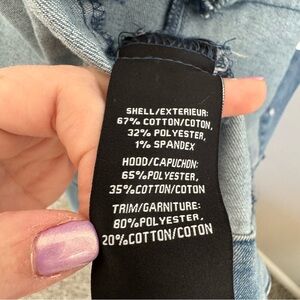 SHELL/EXTERIEUR:
67% COTTON/COTON,
32% POLYESTER,
1% SPANDEX
HOOD/CAPUCHON:
65%POLYESTER,
35%COTTON/COTON
TRIM/GARNITURE:
80%POLYESTER,
20%COTTON/COTON